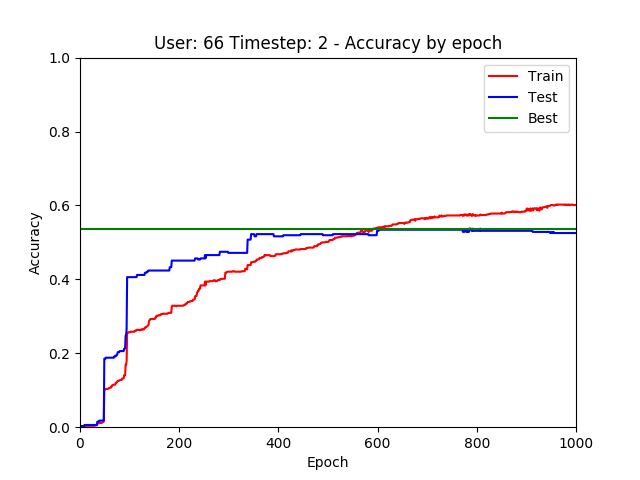 User: 66 Timestep: 2 - Accuracy by epoch
1.0
0.8
0.6
0.4
0.2
0.0
Accuracy
Train
Test
Best
0 200 400 600 800 1000
Epoch